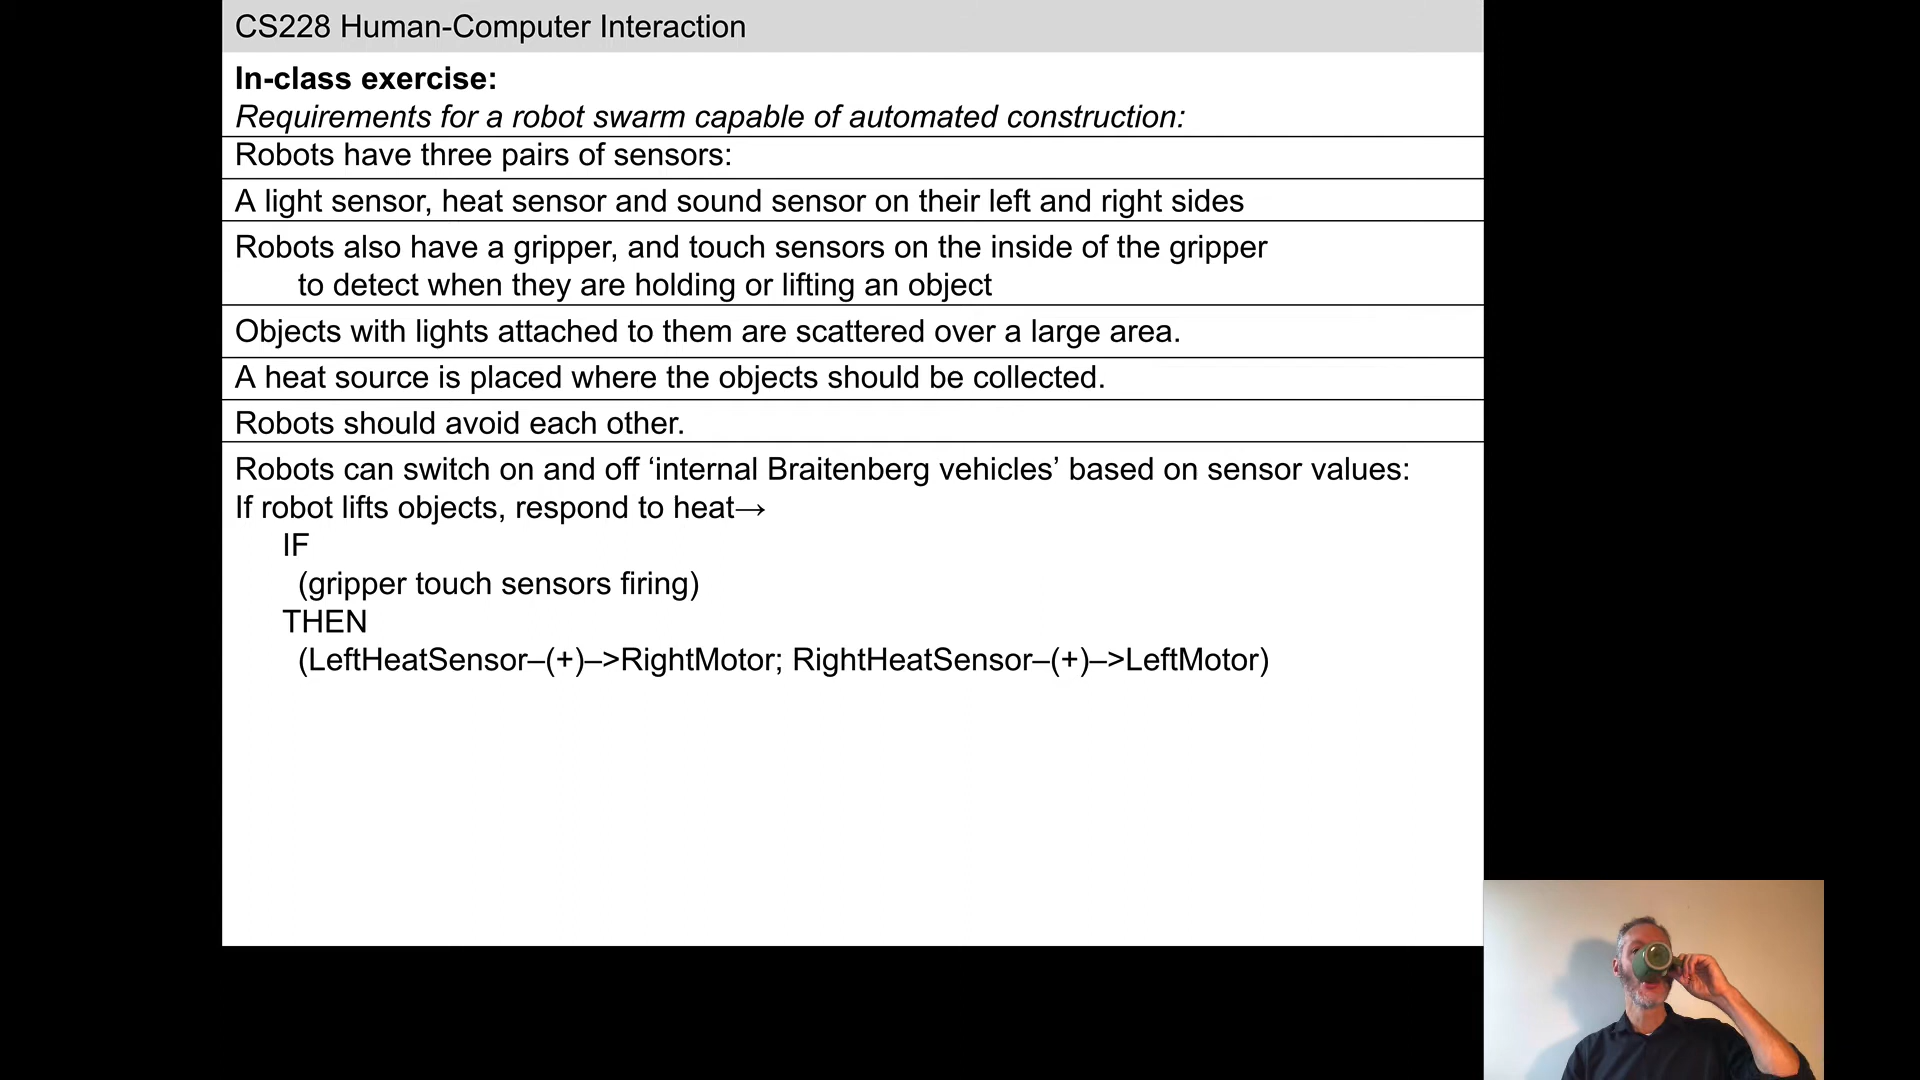 CS228 Human-Computer Interaction
In-class exercise:
Requirements for a robot swarm capable of automated construction:
Robots have three pairs of sensors:
A light sensor, heat sensor and sound sensor on their left and right sides
Robots also have a gripper, and touch sensors on the inside of the gripper
to detect when they are holding or lifting an object
Objects with lights attached to them are scattered over a large area.
A heat source is placed where the objects should be collected.
Robots should avoid each other.
Robots can switch on and off ‘internal Braitenberg vehicles’ based on sensor values:
If robot lifts objects, respond to heat→
IF
(gripper touch sensors firing)
THEN
(LeftHeatSensor–(+)–>RightMotor; RightHeatSensor–(+)–>LeftMotor)